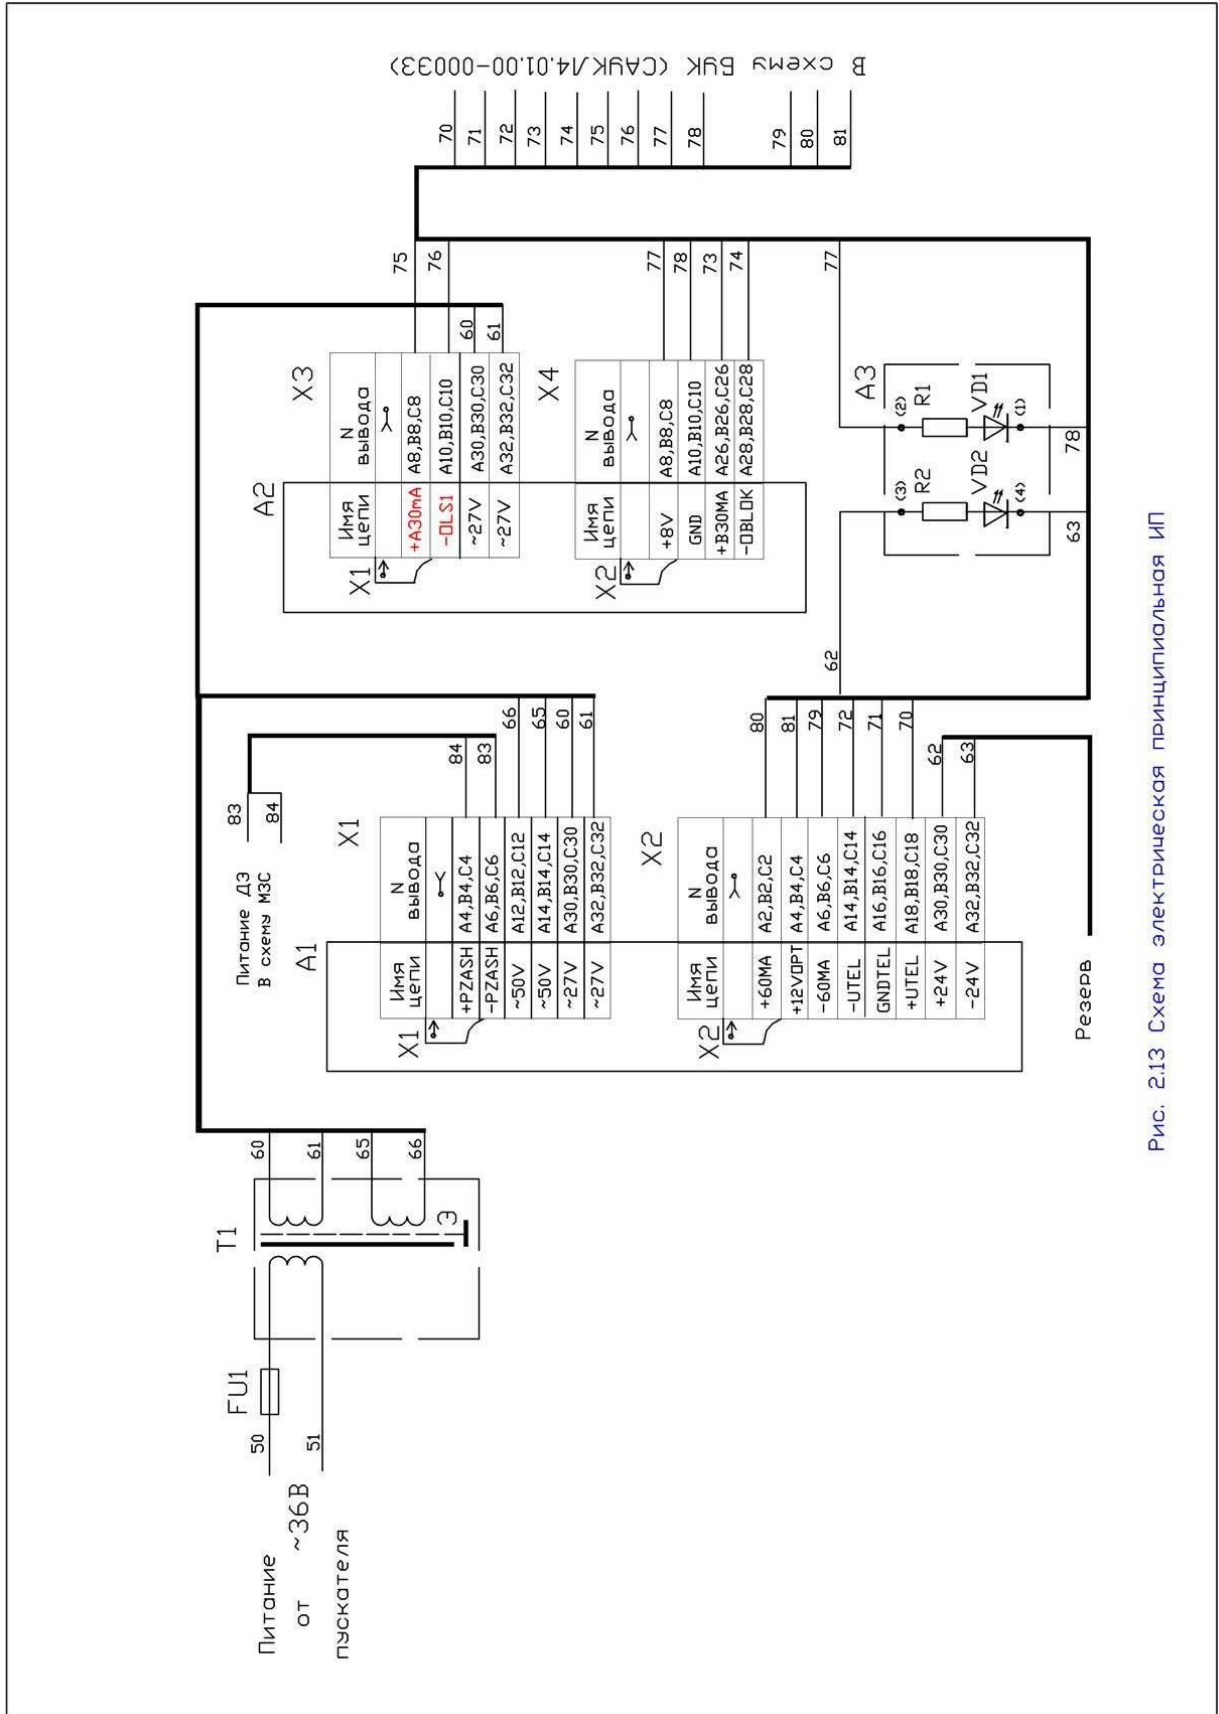 Рис. 2.13 Схема электрическая принципиальная ИП
Питание
от ~36В
пускателя
50
51
FU1
T1
Э
60
61
65
66
Питание ДЭ
В схему МЗС
83
84
84
83
66
65
60
61
A1
X1
X1
Имя цепи
N вывода
+PZASH A4,B4,C4
-PZASH A6,B6,C6
~50V A12,B12,C12
~50V A14,B14,C14
~27V A30,B30,C30
~27V A32,B32,C32
X2
X2
Имя цепи
N вывода
+60MA A2,B2,C2
+12VOPT A4,B4,C4
-60MA A6,B6,C6
-UTEL A14,B14,C14
GNDTEL A16,B16,C16
+UTEL A18,B18,C18
+24V A30,B30,C30
-24V A32,B32,C32
80
81
79
72
71
70
62
63
Резерв
A2
X1
X3
Имя цепи
N вывода
+A30mA A8,B8,C8
-OLS1 A10,B10,C10
~27V A30,B30,C30
~27V A32,B32,C32
75
76
60
61
X2
X4
Имя цепи
N вывода
+8V A8,B8,C8
GND A10,B10,C10
+B30MA A26,B26,C26
-OBLOK A28,B28,C28
77
78
73
74
62
77
A3
(3)
R2
VD2
(4)
(2)
R1
VD1
(1)
63
78
70
71
72
73
74
75
76
77
78
79
80
81
В схему БУК (САУКЛ4.01.00-00033)